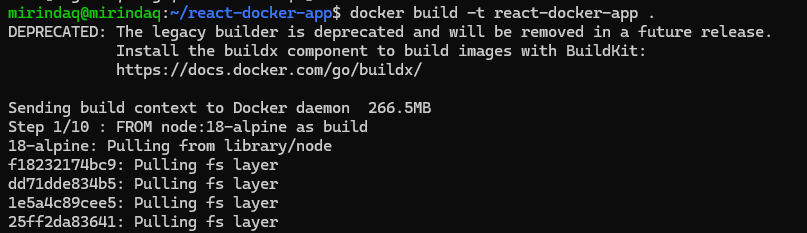 mirindaq@mirindaq:~/react-docker-app$ docker build -t react-docker-app .
DEPRECATED: The legacy builder is deprecated and will be removed in a future release.
            Install the buildx component to build images with BuildKit:
            https://docs.docker.com/go/buildx/

Sending build context to Docker daemon  266.5MB
Step 1/10 : FROM node:18-alpine as build
18-alpine: Pulling from library/node
f18232174bc9: Pulling fs layer
dd71dde834b5: Pulling fs layer
1e5a4c89cee5: Pulling fs layer
25ff2da83641: Pulling fs layer